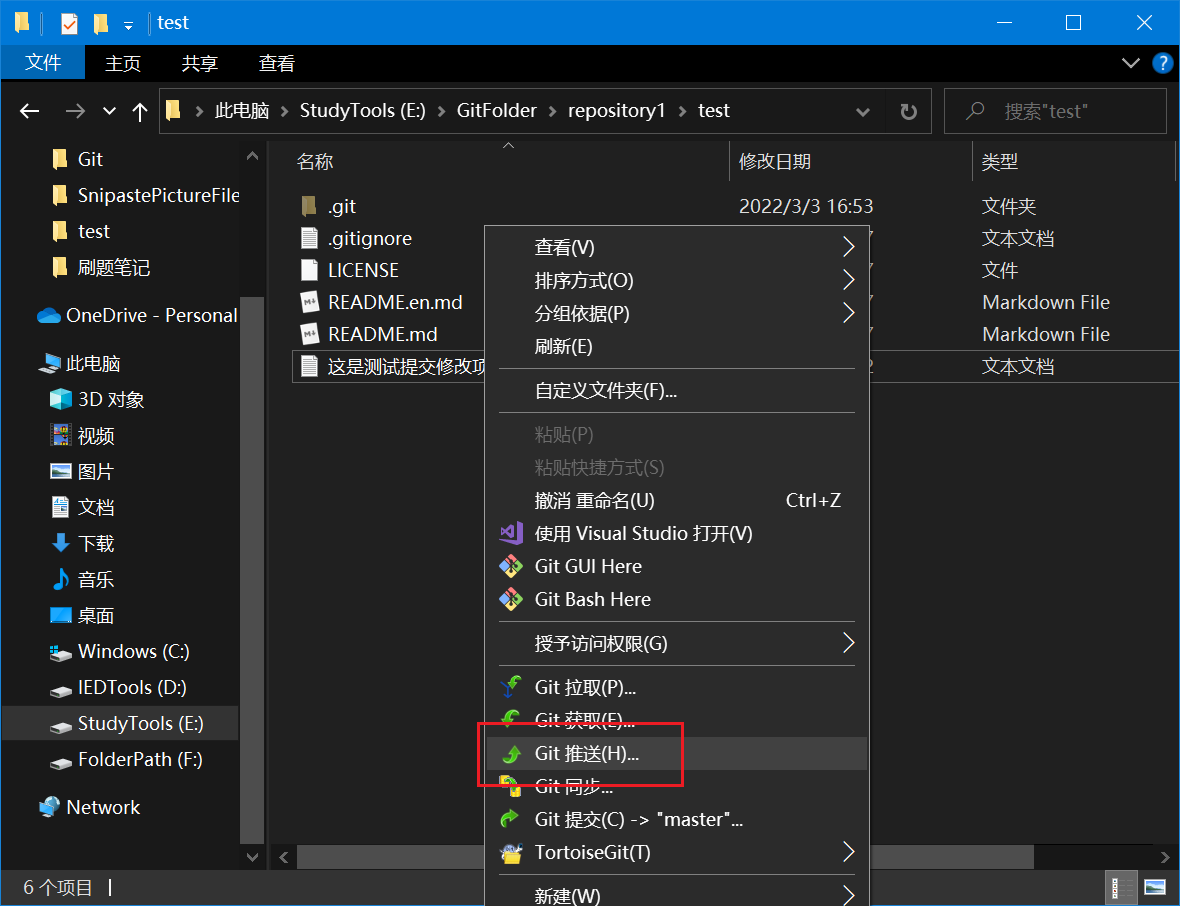 test
文件 主页 共享 查看
此电脑 StudyTools (E:) GitFolder repository1 test
搜索"test"
Git
SnipastePictureFile
test
刷题笔记
OneDrive - Personal
此电脑
3D 对象
视频
图片
文档
下载
音乐
桌面
Windows (C:)
IEDTools (D:)
StudyTools (E:)
FolderPath (F:)
Network
名称 修改日期 类型
.git 2022/3/3 16:53 文件夹
.gitignore 文本文档
LICENSE 文件
README.en.md Markdown File
README.md Markdown File
这是测试提交修改项 文本文档
查看(V)
排序方式(O)
分组依据(P)
刷新(E)
自定义文件夹(F)...
粘贴(P)
粘贴快捷方式(S)
撤消 重命名(U) Ctrl+Z
使用 Visual Studio 打开(V)
Git GUI Here
Git Bash Here
授予访问权限(G)
Git 拉取(P)...
Git 获取(F)...
Git 推送(H)...
Git 同步...
Git 提交(C) -> "master"...
TortoiseGit(T)
新建(W)
6 个项目